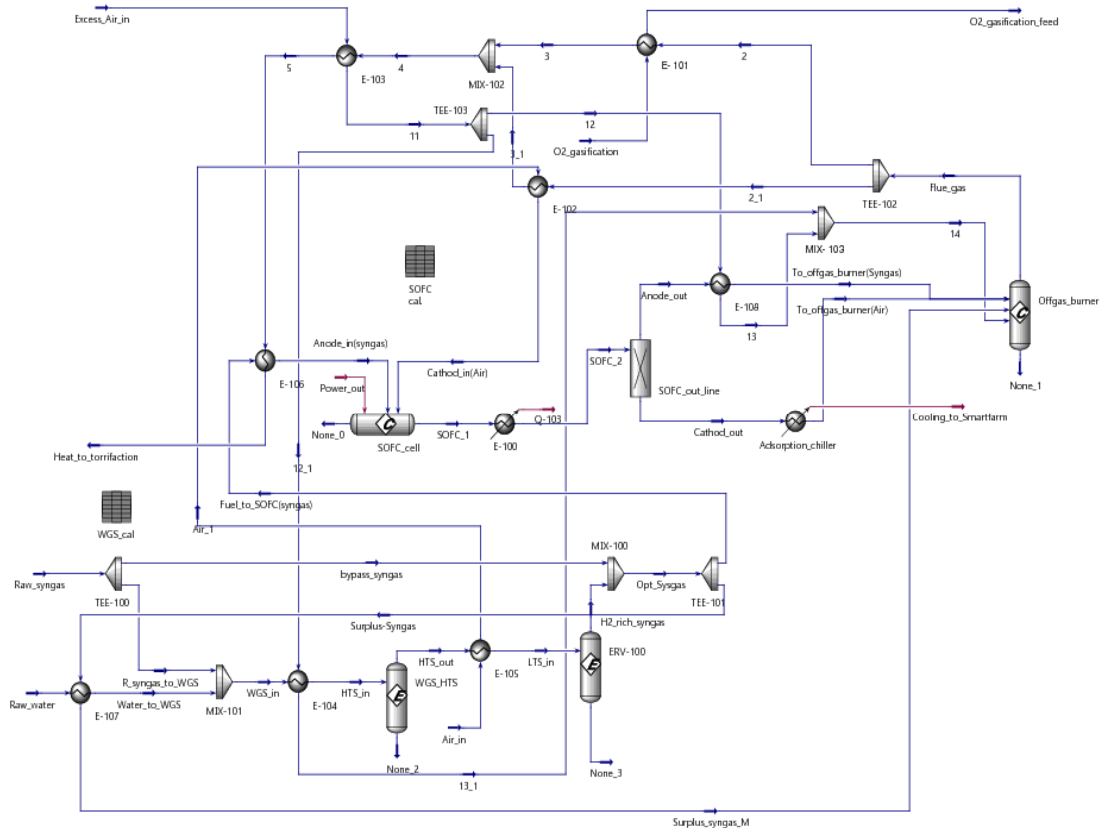 Excess_Air_in
O2_gasification_feed
5
4
3
2
E-103
MIX-102
E- 101
TEE-103
11
12
O2_gasification
3_1
E-102
2_1
TEE-102
Flue_gas
MIX- 103
14
SOFC
cal.
Anode_out
E-108
To_offgas_burner(Syngas)
To_offgas_burner(Air)
Offgas_burner
13
Anode_in(syngas)
Cathod_in(Air)
SOFC_2
E-106
Power_out
SOFC_out_line
None_1
None_0
SOFC_cell
SOFC_1
E-100
Q-103
Cathod_out
Adsorption_chiller
Cooling_to_Smartfarm
Heat_to_torrifaction
12_1
Fuel_to_SOFC(syngas)
WGS_cal
Air_1
MIX-100
Raw_syngas
TEE-100
bypass_syngas
Opt_Sysgas
TEE-101
Surplus-Syngas
H2_rich_syngas
HTS_out
LTS_in
ERV-100
E-105
WGS_HTS
R_syngas_to_WGS
WGS_in
HTS_in
Raw_water
E-107
Water_to_WGS
MIX-101
E-104
Air_in
None_2
None_3
13_1
Surplus_syngas_M